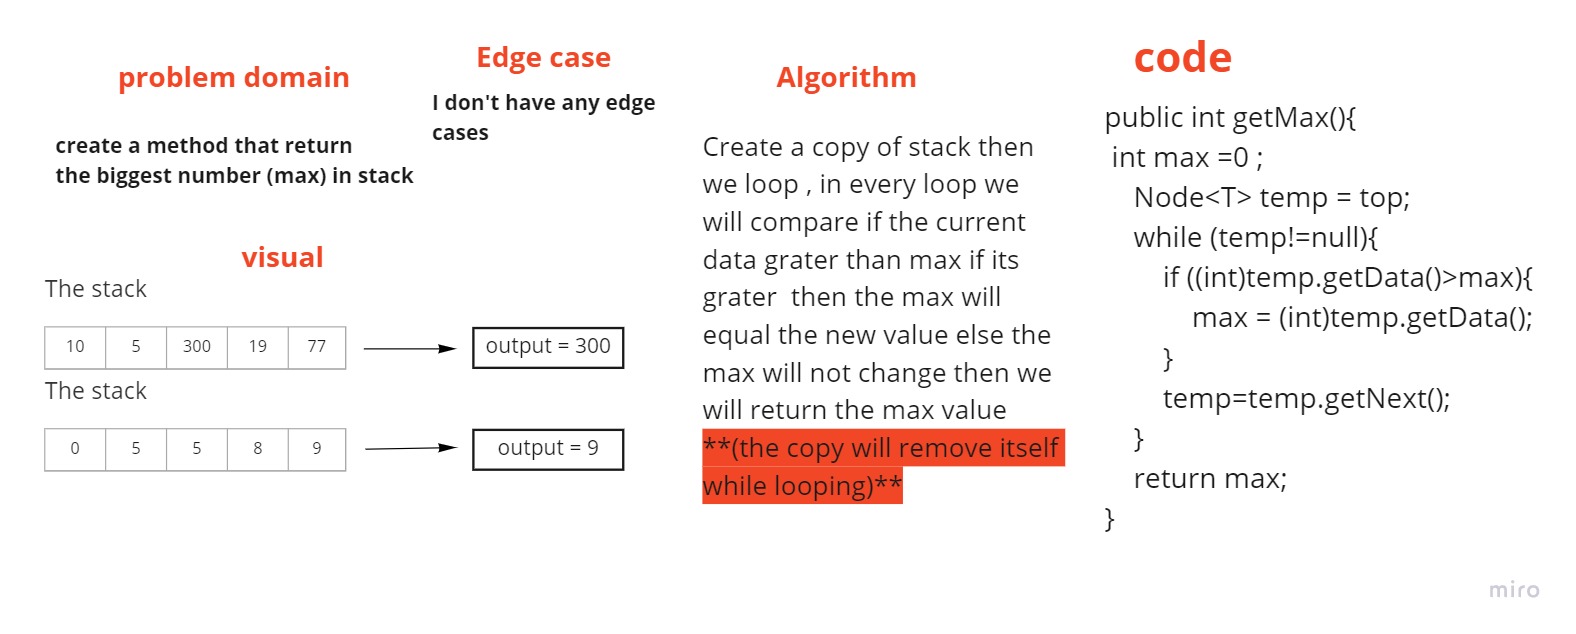 problem domain
create a method that return
the biggest number (max) in stack
Edge case
I don't have any edge
cases
visual
The stack
10 5 300 19 77
output = 300
The stack
0 5 5 8 9
output = 9
Algorithm
Create a copy of stack then
we loop , in every loop we
will compare if the current
data grater than max if its
grater  then the max will
equal the new value else the
max will not change then we
will return the max value
**(the copy will remove itself
while looping)**
code
public int getMax(){
int max =0 ;
Node<T> temp = top;
while (temp!=null){
if ((int)temp.getData()>max){
max = (int)temp.getData();
}
temp=temp.getNext();
}
return max;
}
miro